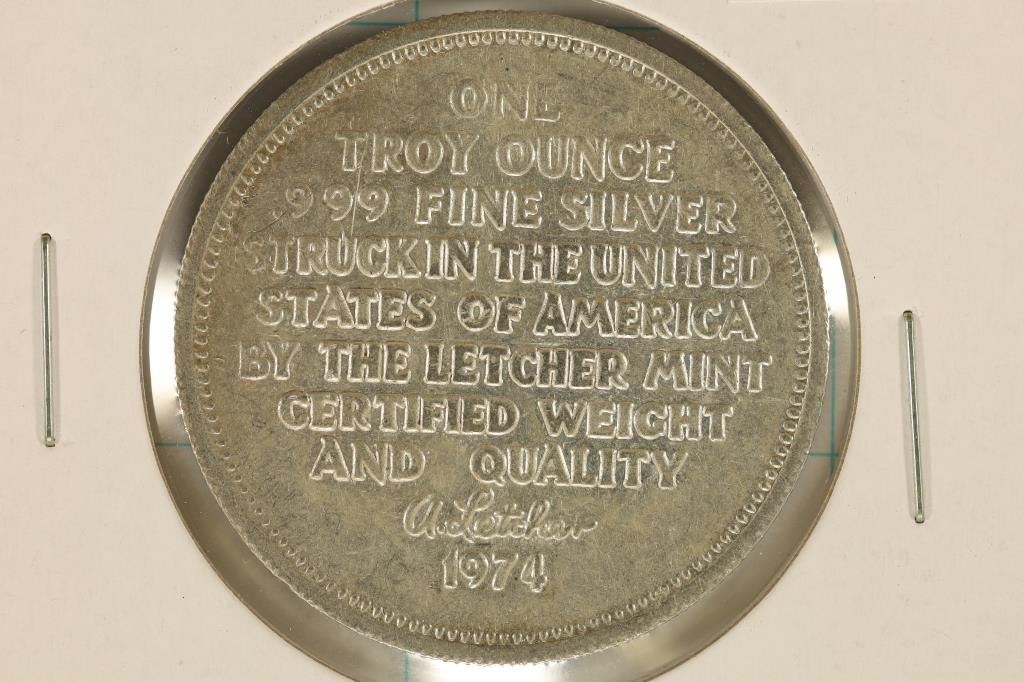 ONE
TROY OUNCE
.999 FINE SILVER
STRUCK IN THE UNITED
STATES OF AMERICA
BY THE LETCHER MINT
CERTIFIED WEIGHT
AND QUALITY
A. Letcher
1974